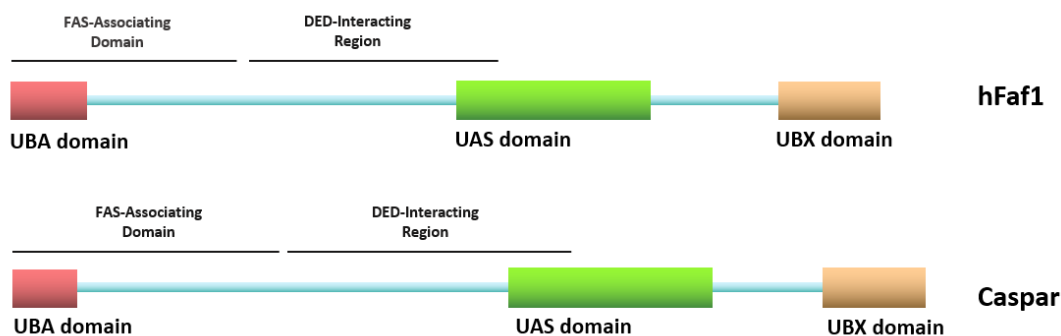 FAS-Associating
Domain
DED-Interacting
Region
hFaf1
UBA domain
UAS domain
UBX domain
FAS-Associating
Domain
DED-Interacting
Region
Caspar
UBA domain
UAS domain
UBX domain